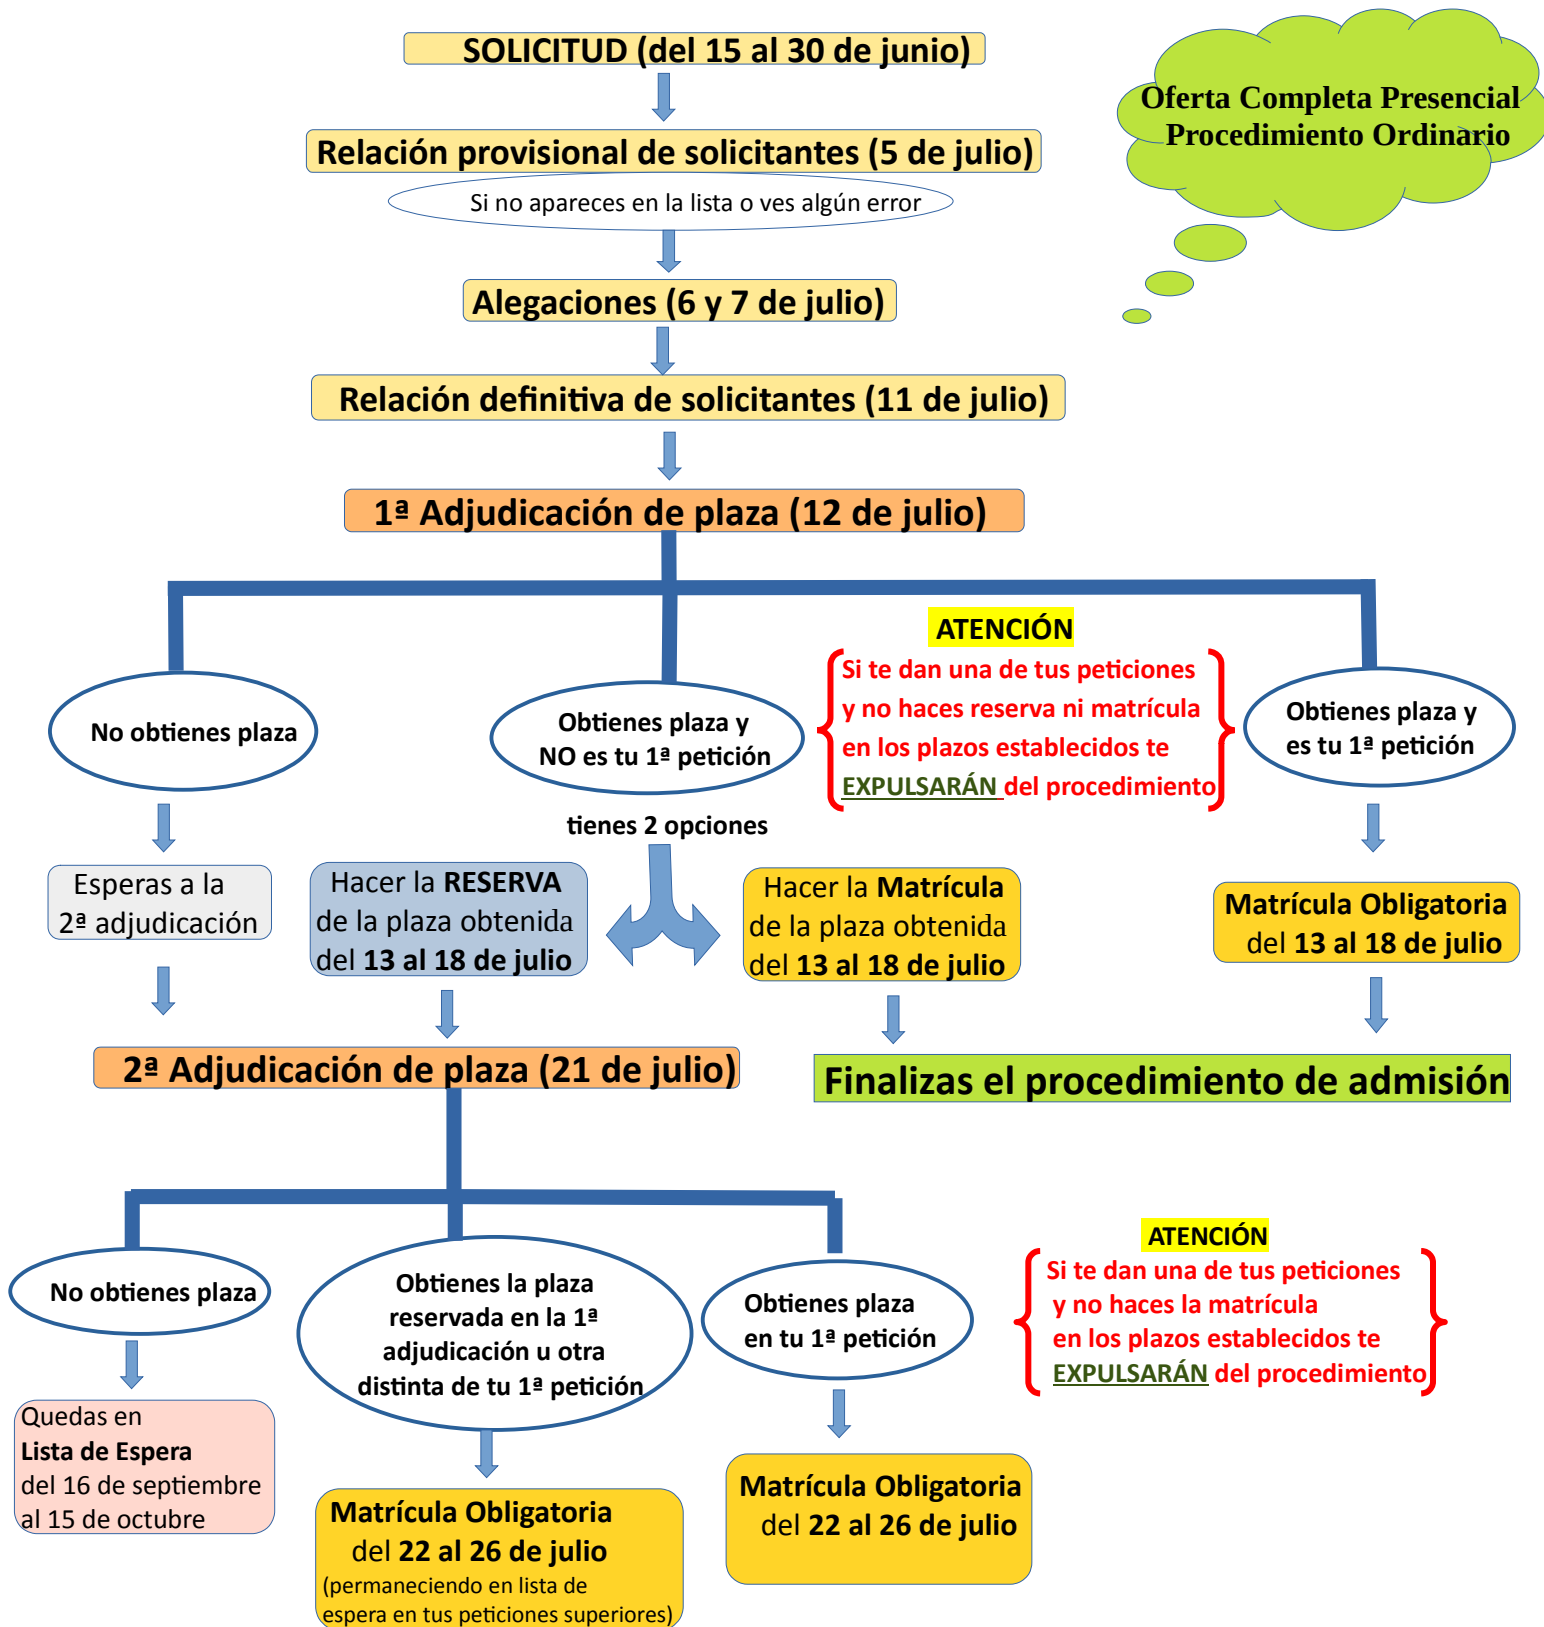 SOLICITUD (del 15 al 30 de junio)
Oferta Completa Presencial
Procedimiento Ordinario
Relación provisional de solicitantes (5 de julio)
Si no apareces en la lista o ves algún error
Alegaciones (6 y 7 de julio)
Relación definitiva de solicitantes (11 de julio)
1ª Adjudicación de plaza (12 de julio)
No obtienes plaza
Obtienes plaza y
NO es tu 1ª petición
ATENCIÓN
Si te dan una de tus peticiones
y no haces reserva ni matrícula
en los plazos establecidos te
EXPULSARÁN del procedimiento
Obtienes plaza y
es tu 1ª petición
tienes 2 opciones
Esperas a la
2ª adjudicación
Hacer la RESERVA
de la plaza obtenida
del 13 al 18 de julio
Hacer la Matrícula
de la plaza obtenida
del 13 al 18 de julio
Matrícula Obligatoria
del 13 al 18 de julio
2ª Adjudicación de plaza (21 de julio)
Finalizas el procedimiento de admisión
No obtienes plaza
Obtienes la plaza
reservada en la 1ª
adjudicación u otra
distinta de tu 1ª petición
Obtienes plaza
en tu 1ª petición
ATENCIÓN
Si te dan una de tus peticiones
y no haces la matrícula
en los plazos establecidos te
EXPULSARÁN del procedimiento
Quedas en
Lista de Espera
del 16 de septiembre
al 15 de octubre
Matrícula Obligatoria
del 22 al 26 de julio
(permaneciendo en lista de
espera en tus peticiones superiores)
Matrícula Obligatoria
del 22 al 26 de julio